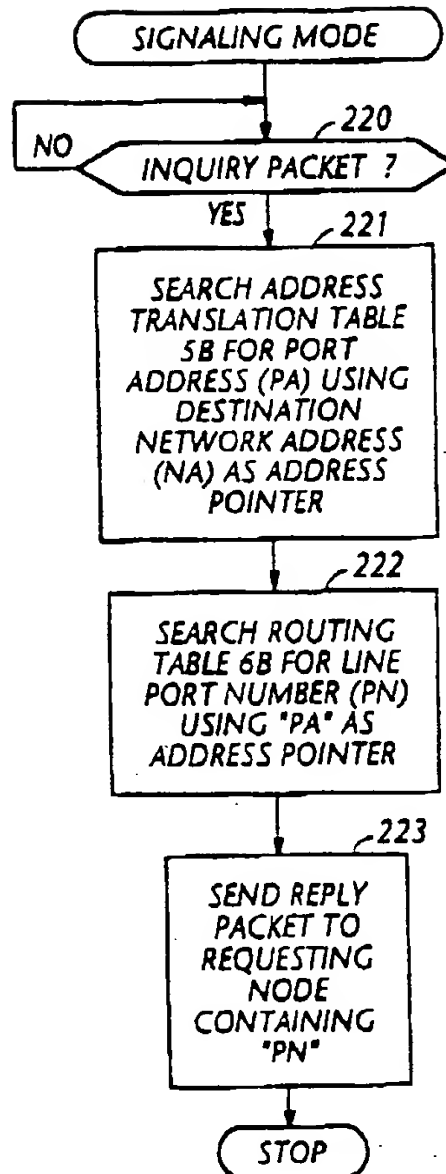 SIGNALING MODE
220
NO
INQUIRY PACKET ?
YES
221
SEARCH ADDRESS
TRANSLATION TABLE
5B FOR PORT
ADDRESS (PA) USING
DESTINATION
NETWORK ADDRESS
(NA) AS ADDRESS
POINTER
222
SEARCH ROUTING
TABLE 6B FOR LINE
PORT NUMBER (PN)
USING "PA" AS
ADDRESS POINTER
223
SEND REPLY
PACKET TO
REQUESTING
NODE
CONTAINING
"PN"
STOP